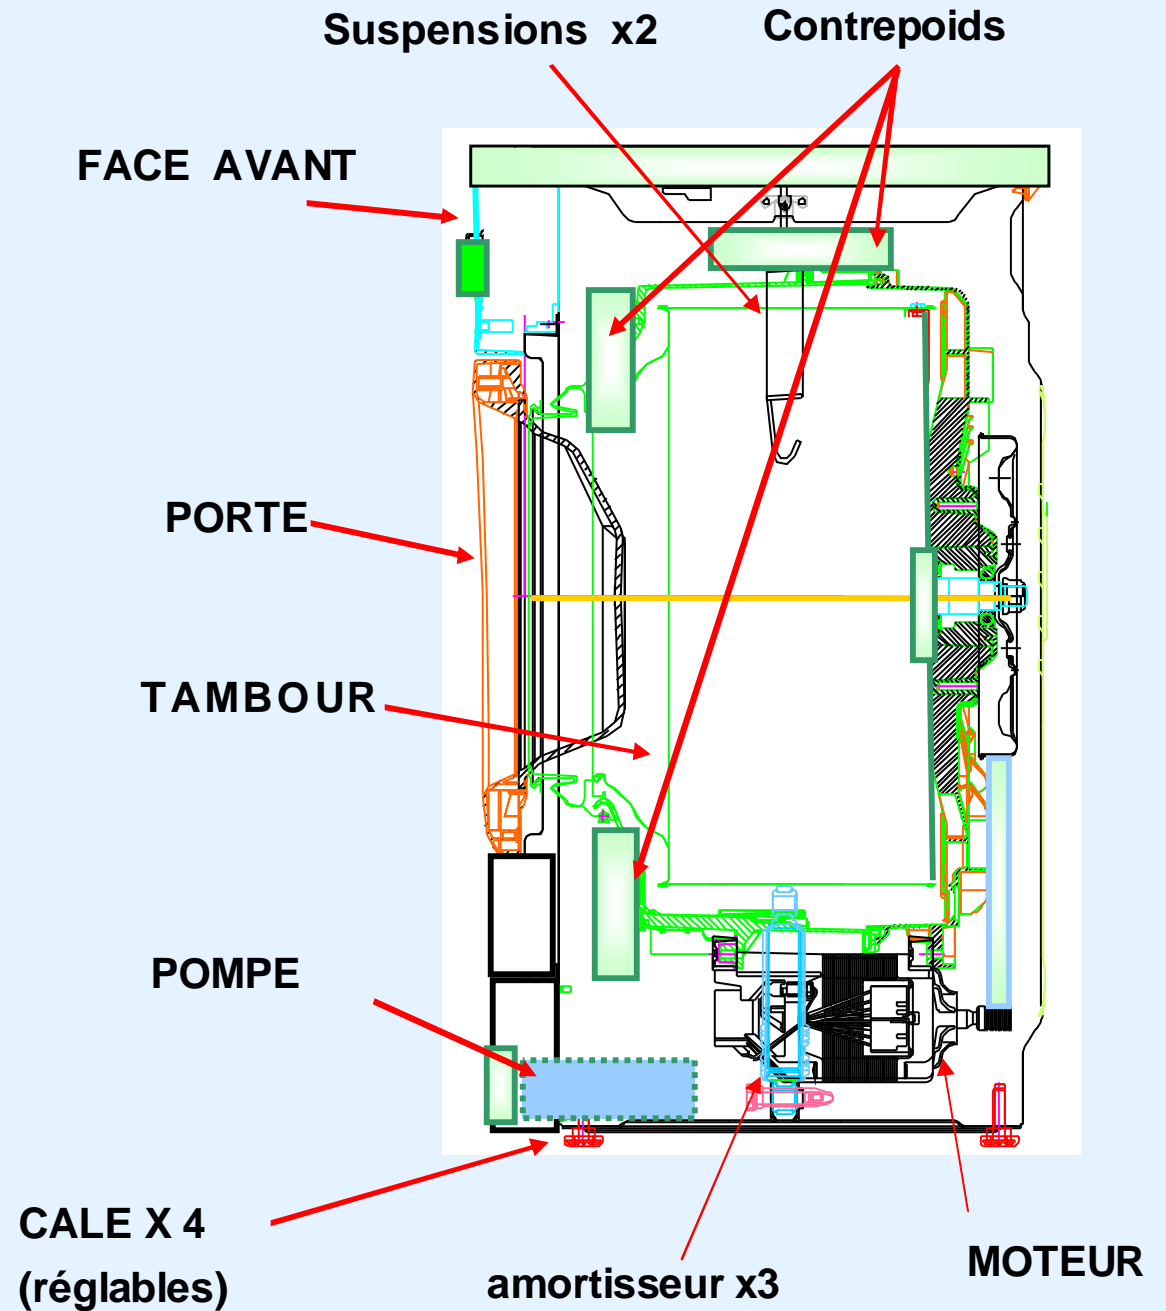 Suspensions x2
Contrepoids
FACE AVANT
PORTE
TAMBOUR
POMPE
CALE X 4
(réglables)
amortisseur x3
MOTEUR